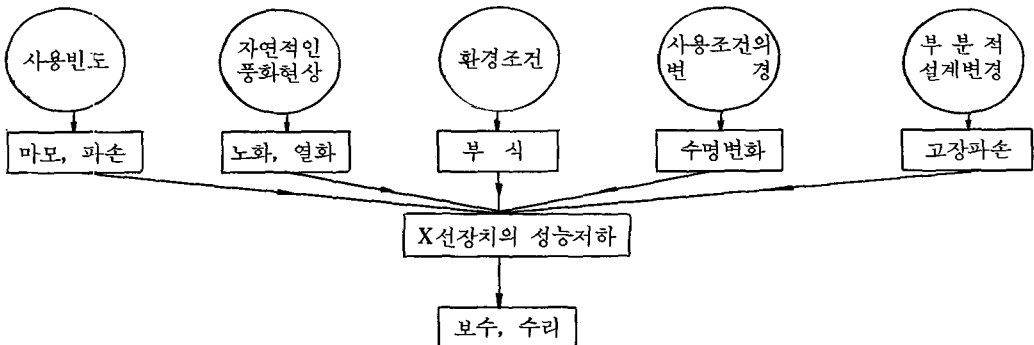 사용빈도
자연적인
풍화현상
환경조건
사용조건의
변 경
부 분 적
설계변경
마모, 파손
노화, 열화
부 식
수명변화
고장파손
X선장치의 성능저하
보수, 수리